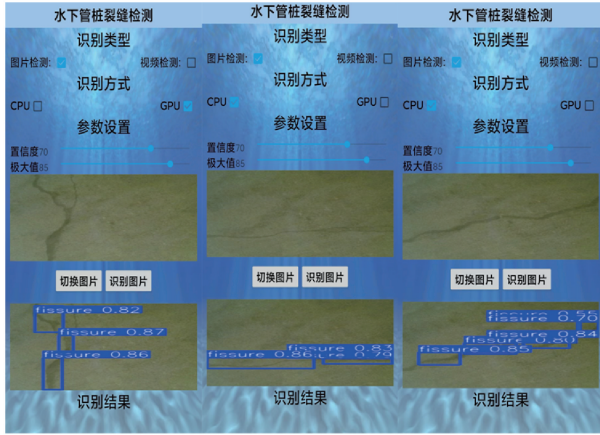 水下管桩裂缝检测
识别类型
图片检测: 视频检测:
识别方式
CPU GPU
参数设置
置信度70
极大值85
切换图片 识别图片
fissure 0.82
fissure 0.87
fissure 0.86
识别结果
水下管桩裂缝检测
识别类型
图片检测: 视频检测:
识别方式
CPU GPU
参数设置
置信度70
极大值85
切换图片 识别图片
fissure 0.83
fissure 0.86
0.79
识别结果
水下管桩裂缝检测
识别类型
图片检测: 视频检测:
识别方式
CPU GPU
参数设置
置信度70
极大值85
切换图片 识别图片
fissure 0.70
0.84
0.80
fissure 0.85
识别结果